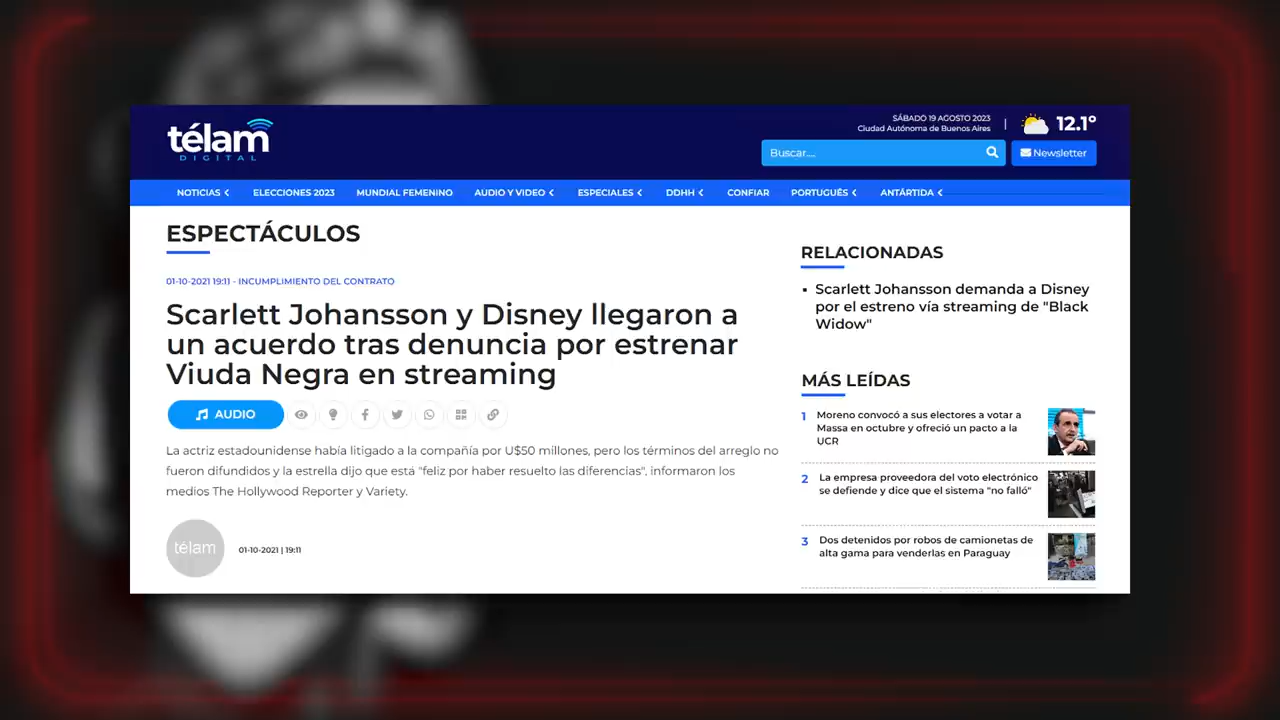 télam
DIGITAL
SÁBADO 19 AGOSTO 2023
Ciudad Autónoma de Buenos Aires
12.1º
Buscar....
Newsletter
NOTICIAS
ELECCIONES 2023
MUNDIAL FEMENINO
AUDIO Y VIDEO
ESPECIALES
DDHH
CONFIAR
PORTUGUÊS
ANTÁRTIDA
ESPECTÁCULOS
01-10-2021 19:11 - INCUMPLIMIENTO DEL CONTRATO
Scarlett Johansson y Disney llegaron a
un acuerdo tras denuncia por estrenar
Viuda Negra en streaming
AUDIO
La actriz estadounidense había litigado a la compañía por U$50 millones, pero los términos del arreglo no
fueron difundidos y la estrella dijo que está "feliz por haber resuelto las diferencias", informaron los
medios The Hollywood Reporter y Variety.
télam
01-10-2021 | 19:11
RELACIONADAS
Scarlett Johansson demanda a Disney
por el estreno vía streaming de "Black
Widow"
MÁS LEÍDAS
1 Moreno convocó a sus electores a votar a
Massa en octubre y ofreció un pacto a la
UCR
2 La empresa proveedora del voto electrónico
se defiende y dice que el sistema "no falló"
3 Dos detenidos por robos de camionetas de
alta gama para venderlas en Paraguay